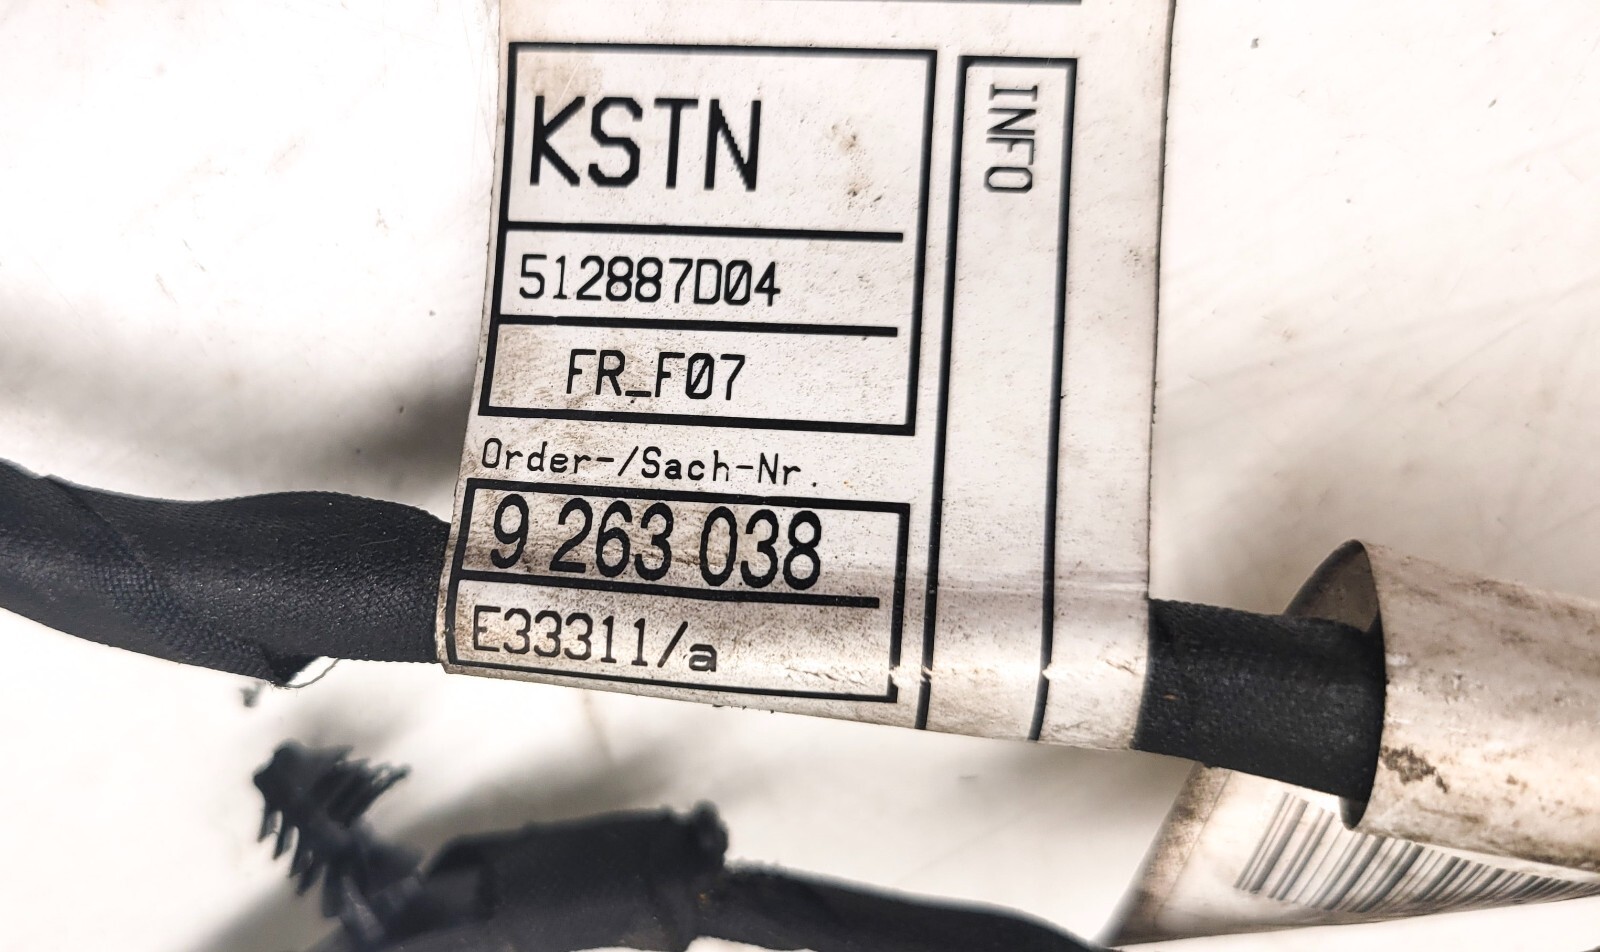 KSTN
512887D04
FR_F07
Order-/Sach-Nr.
9 263 038
E33311/a
INFO